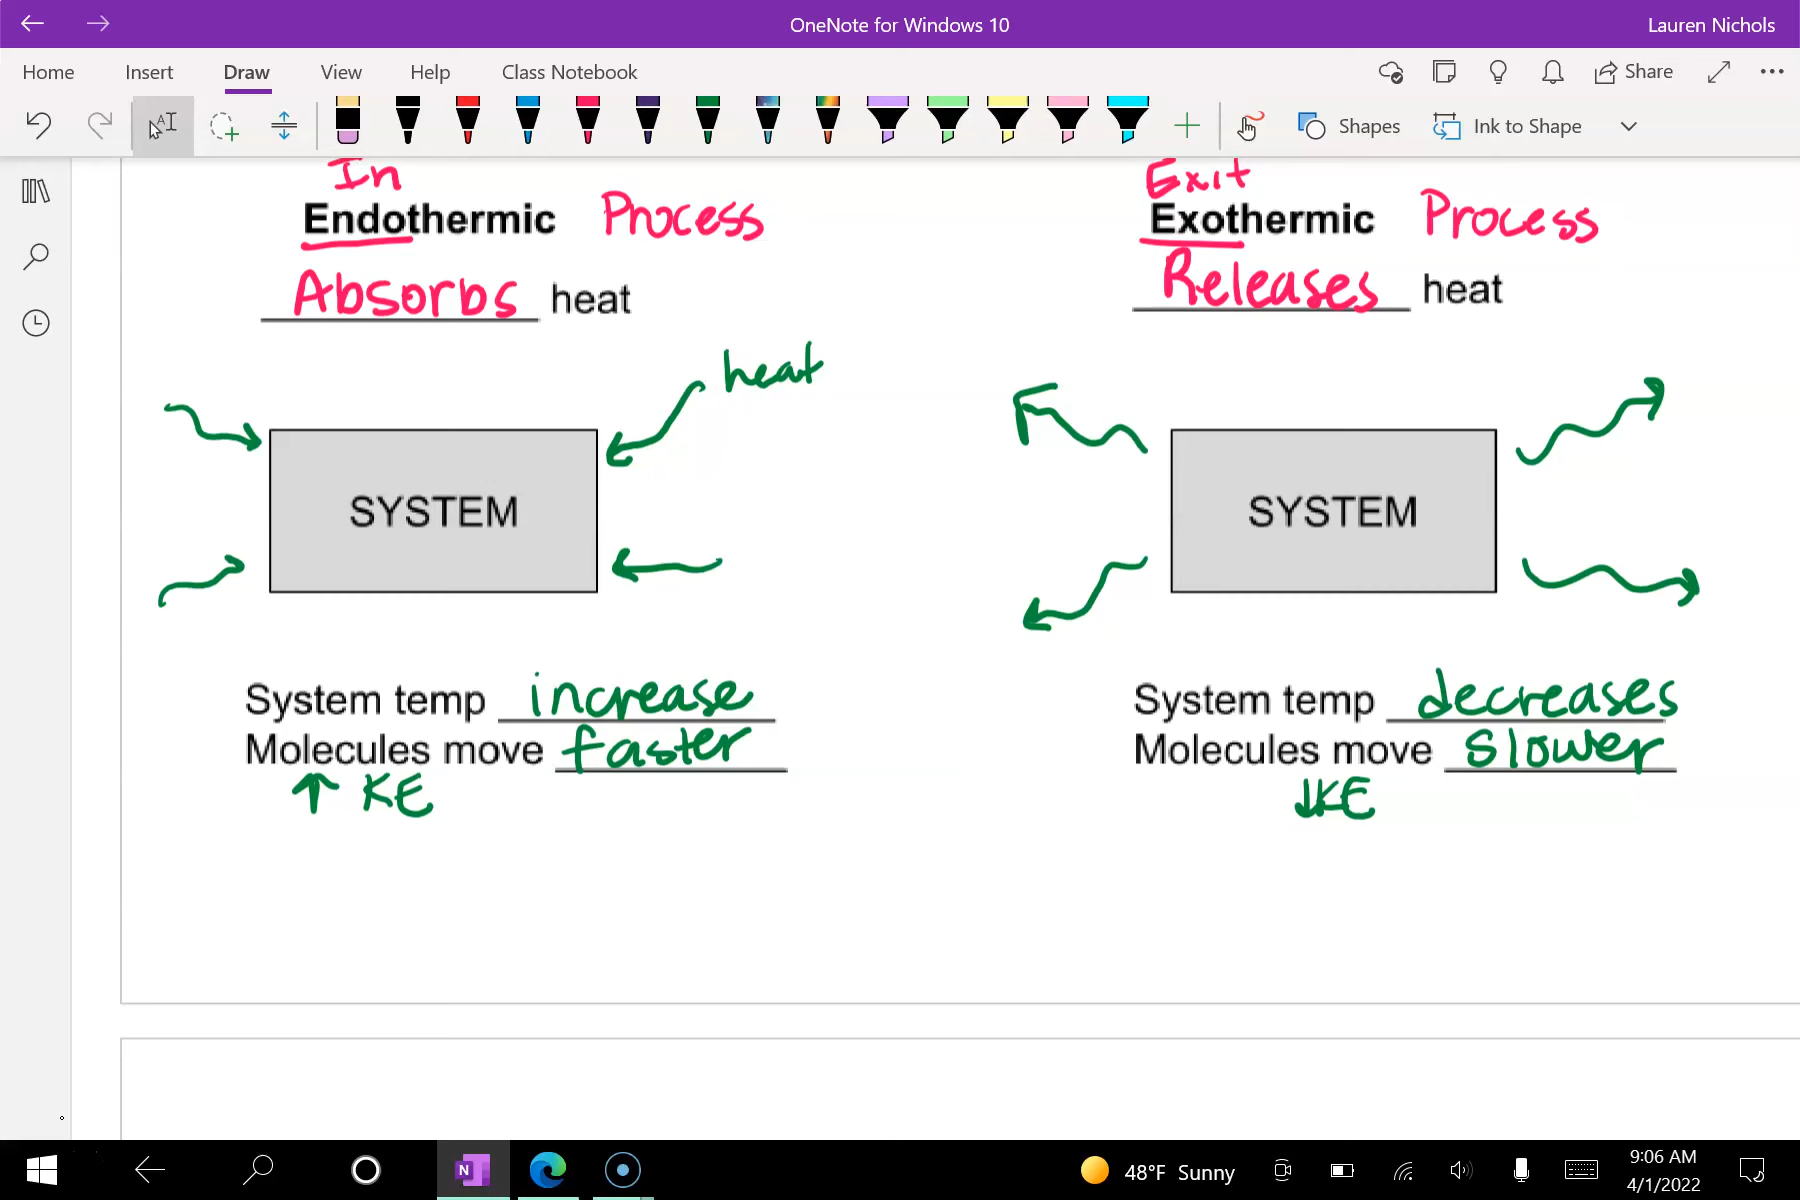 OneNote for Windows 10
Lauren Nichols
Home Insert Draw View Help Class Notebook
Share
Shapes
Ink to Shape
In
Endothermic Process
Absorbs heat
heat
SYSTEM
System temp increase
Molecules move faster
↑ KE
Exit
Exothermic Process
Releases heat
SYSTEM
System temp decreases
Molecules move slower
↓KE
48°F Sunny
9:06 AM
4/1/2022